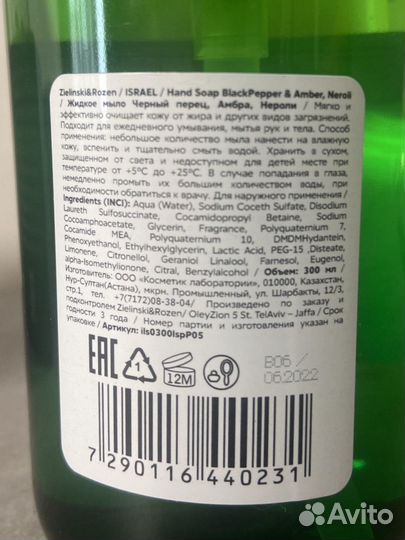 Zielinski&Rozen / ISRAEL / Hand Soap BlackPepper & Amber, Neroli
/ Жидкое мыло Черный перец, Амбра, Нероли / Мягко и
эффективно очищает кожу от жира и других видов загрязнений.
Подходит для ежедневного умывания, мытья рук и тела. Способ
применения: небольшое количество мыла нанести на влажную
кожу, вспенить и тщательно смыть водой. Хранить в сухом,
защищенном от света и недоступном для детей месте при
температуре от +5°C до +25°C. В случае попадания в глаза,
немедленно промыть их большим количеством воды, при
необходимости обратиться к врачу. Для наружного применения /
Ingredients (INCI): Aqua (Water), Sodium Coceth Sulfate, Disodium
Laureth Sulfosuccinate, Cocamidopropyl Betaine, Sodium
Cocoamphoacetate, Glycerin, Fragrance, Polyquaternium 7,
Cocamide MEA, Polyquaternium 10, DMDMHydantein,
Phenoxyethanol, Ethylhexylglycerin, Lactic Acid, PEG-15 ,Disteate,
Limonene, Citronellol, Geraniol Linalool, Farnesol, Eugenol,
alpha-Isomethylionone, Citral, Benzylalcohol / Объем: 300 мл /
Изготовитель: ООО «Косметик лаборатории», 010000, Казахстан,
Нур-Султан(Астана), мкрн. Промышленный, ул. Шарбакты, 12/3,
стр.1, тел. +7(7172)08-38-04/ Произведено по заказу и
подконтролем Zielinski&Rozen/ OleyZion 5 St. TelAviv – Jaffa / Срок
годности 3 года / Номер партии и изготовления указан на
упаковке/ Артикул: ils0300lspP05
EAC 1 12M
B06 /
06.2022
7 290116 440231
Avito